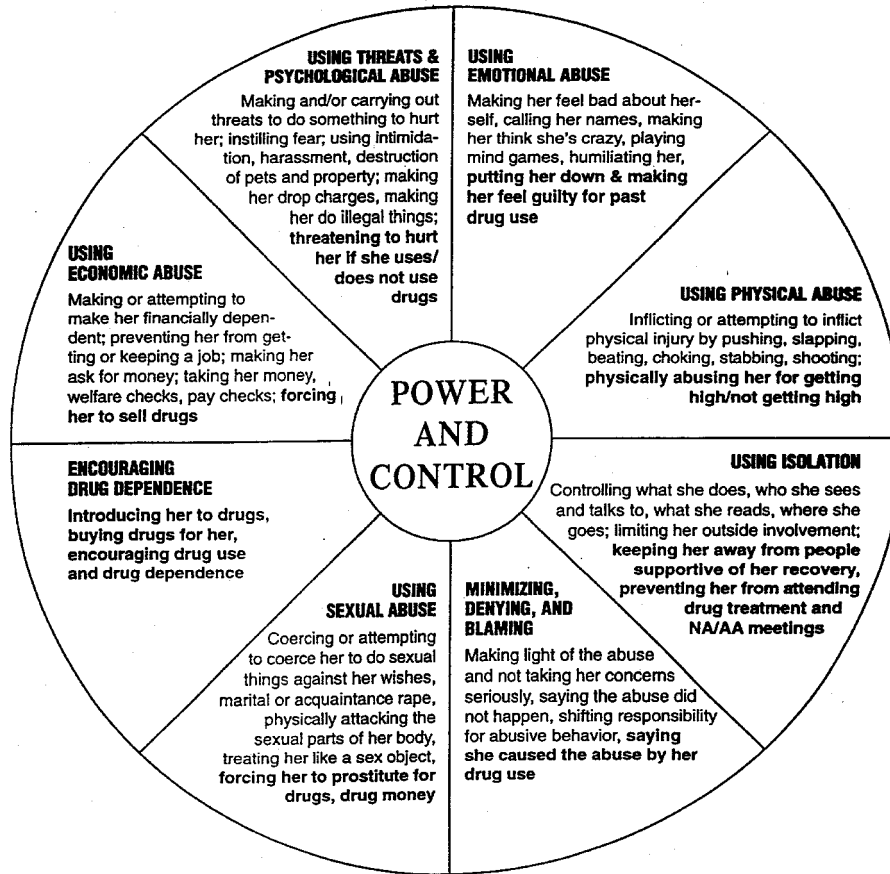 USING THREATS &
PSYCHOLOGICAL ABUSE
Making and/or carrying out
threats to do something to hurt
her; instilling fear; using intimida-
tion, harassment, destruction
of pets and property; making
her drop charges, making
her do illegal things;
threatening to hurt
her if she uses/
does not use
drugs
USING
EMOTIONAL ABUSE
Making her feel bad about her-
self, calling her names, making
her think she's crazy, playing
mind games, humiliating her,
putting her down & making
her feel guilty for past
drug use
USING PHYSICAL ABUSE
Inflicting or attempting to inflict
physical injury by pushing, slapping,
beating, choking, stabbing, shooting;
physically abusing her for getting
high/not getting high
USING ISOLATION
Controlling what she does, who she sees
and talks to, what she reads, where she
goes; limiting her outside involvement;
keeping her away from people
supportive of her recovery,
preventing her from attending
drug treatment and
NA/AA meetings
MINIMIZING,
DENYING, AND
BLAMING
Making light of the abuse
and not taking her concerns
seriously, saying the abuse did
not happen, shifting responsibility
for abusive behavior, saying
she caused the abuse by her
drug use
USING
SEXUAL ABUSE
Coercing or attempting
to coerce her to do sexual
things against her wishes,
marital or acquaintance rape,
physically attacking the
sexual parts of her body,
treating her like a sex object,
forcing her to prostitute for
drugs, drug money
ENCOURAGING
DRUG DEPENDENCE
Introducing her to drugs,
buying drugs for her,
encouraging drug use
and drug dependence
USING
ECONOMIC ABUSE
Making or attempting to
make her financially depen-
dent; preventing her from get-
ting or keeping a job; making her
ask for money; taking her money,
welfare checks, pay checks; forcing
her to sell drugs
POWER
AND
CONTROL